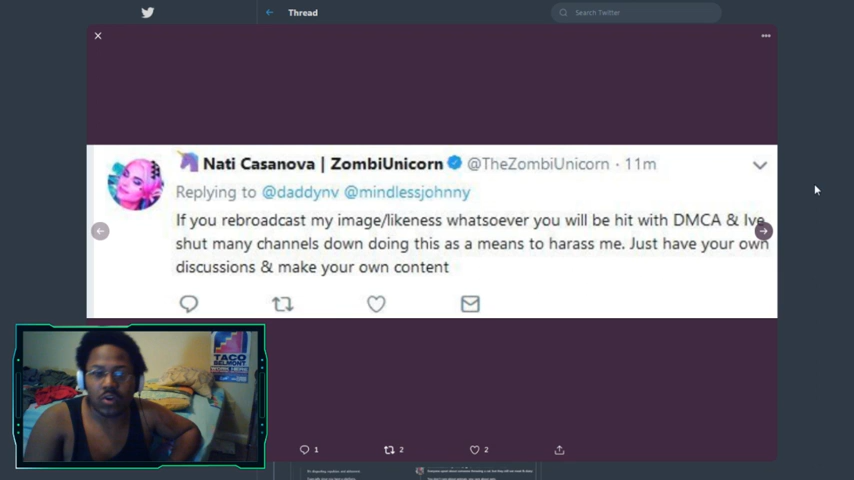 Thread
Search Twitter
Nati Casanova | ZombiUnicorn @TheZombiUnicorn · 11m
Replying to @daddynv @mindlessjohnny
If you rebroadcast my image/likeness whatsoever you will be hit with DMCA & Ive
shut many channels down doing this as a means to harass me. Just have your own
discussions & make your own content
TACO
BELMONT
1
2
2